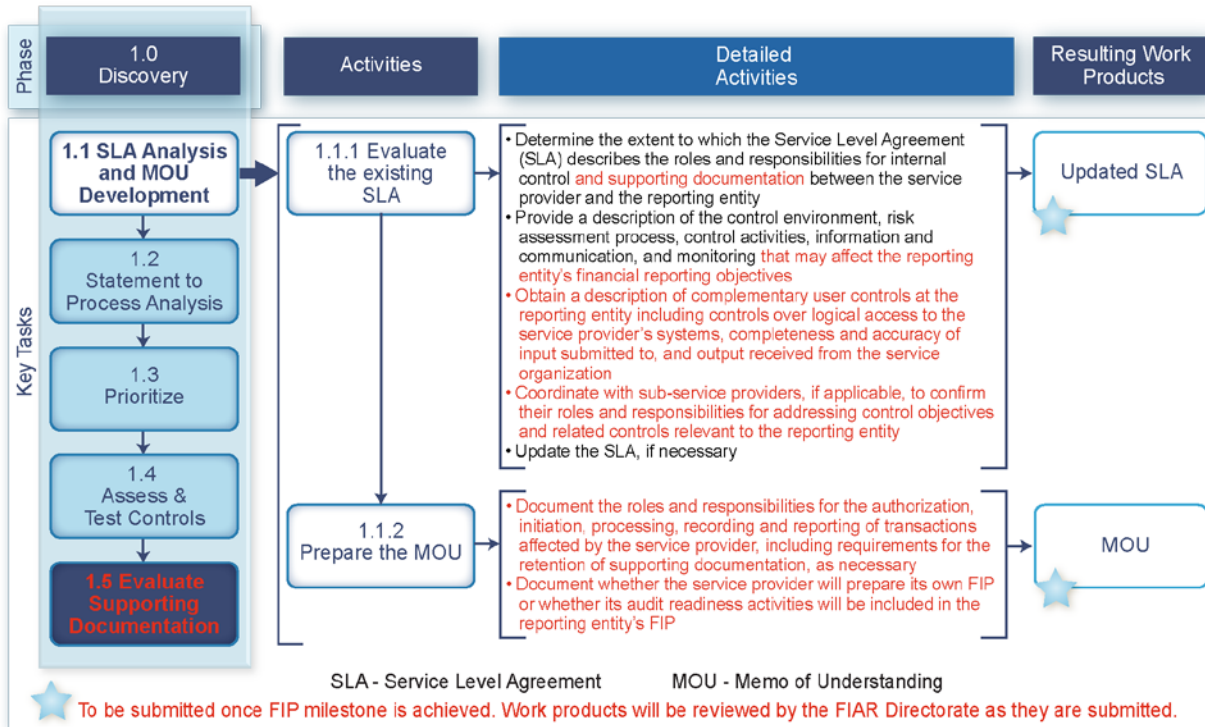 Phase
1.0
Discovery
Activities
Detailed
Activities
Resulting Work
Products
Key Tasks
1.1 SLA Analysis
and MOU
Development
1.2
Statement to
Process Analysis
1.3
Prioritize
1.4
Assess &
Test Controls
1.5 Evaluate
Supporting
Documentation
1.1.1 Evaluate
the existing
SLA
• Determine the extent to which the Service Level Agreement
(SLA) describes the roles and responsibilities for internal
control and supporting documentation between the service
provider and the reporting entity
• Provide a description of the control environment, risk
assessment process, control activities, information and
communication, and monitoring that may affect the reporting
entity's financial reporting objectives
• Obtain a description of complementary user controls at the
reporting entity including controls over logical access to the
service provider's systems, completeness and accuracy of
input submitted to, and output received from the service
organization
• Coordinate with sub-service providers, if applicable, to confirm
their roles and responsibilities for addressing control objectives
and related controls relevant to the reporting entity
• Update the SLA, if necessary
Updated SLA
1.1.2
Prepare the MOU
• Document the roles and responsibilities for the authorization,
initiation, processing, recording and reporting of transactions
affected by the service provider, including requirements for the
retention of supporting documentation, as necessary
• Document whether the service provider will prepare its own FIP
or whether its audit readiness activities will be included in the
reporting entity's FIP
MOU
SLA - Service Level Agreement MOU - Memo of Understanding
To be submitted once FIP milestone is achieved. Work products will be reviewed by the FIAR Directorate as they are submitted.